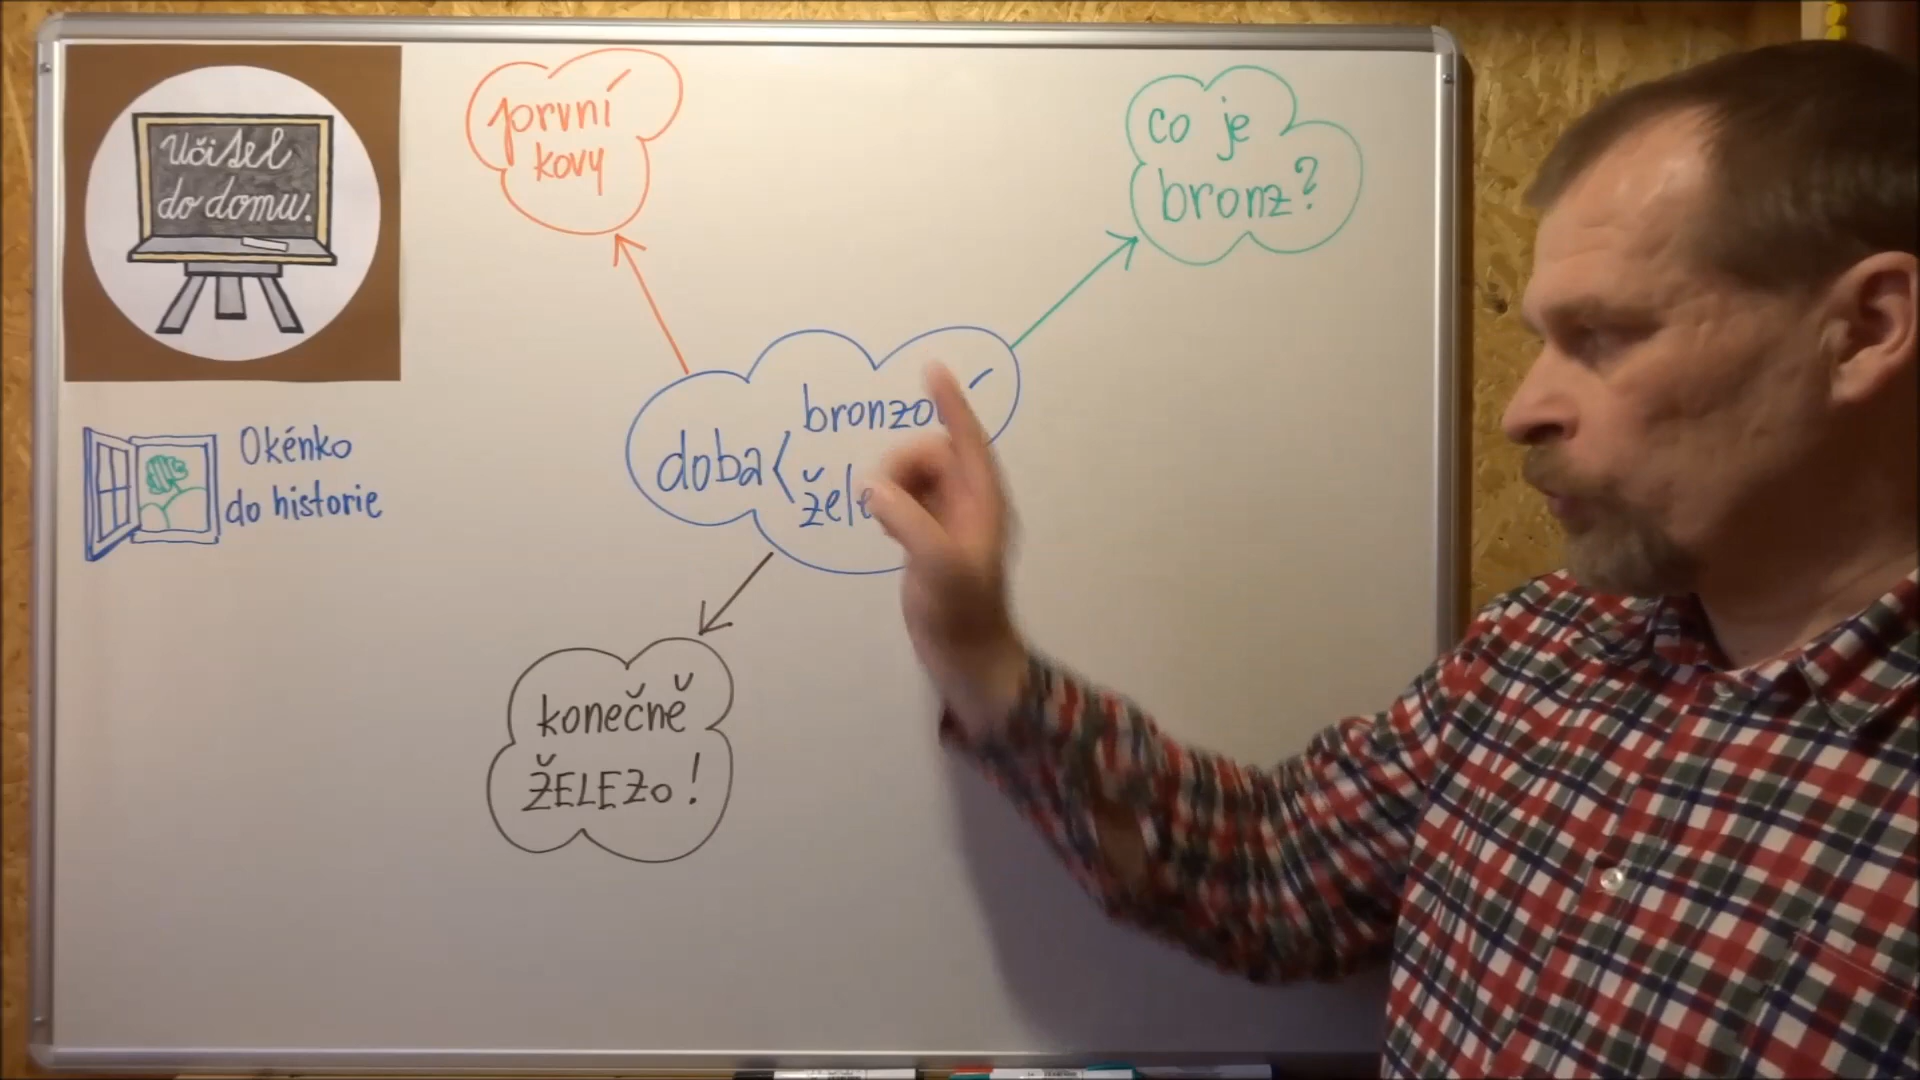 Učitel
do domu.
Okénko
do historie
první
kovy
co je
bronz?
doba
konečně
ŽELEZO!